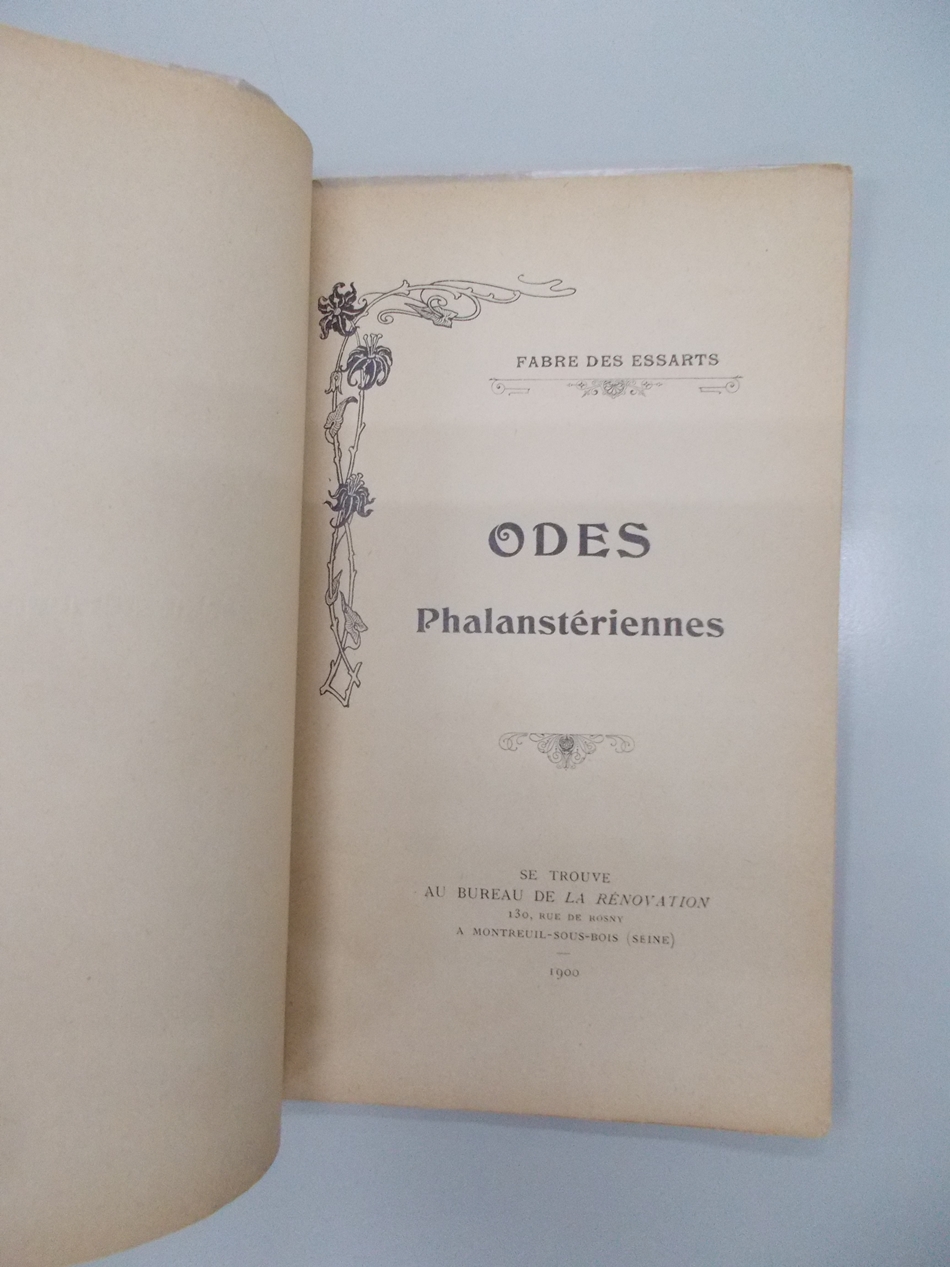 FABRE DES ESSARTS
ODES
Phalanstériennes
SE TROUVE
AU BUREAU DE LA RÉNOVATION
130, RUE DE ROSNY
A MONTREUIL-SOUS-BOIS (SEINE)
1900